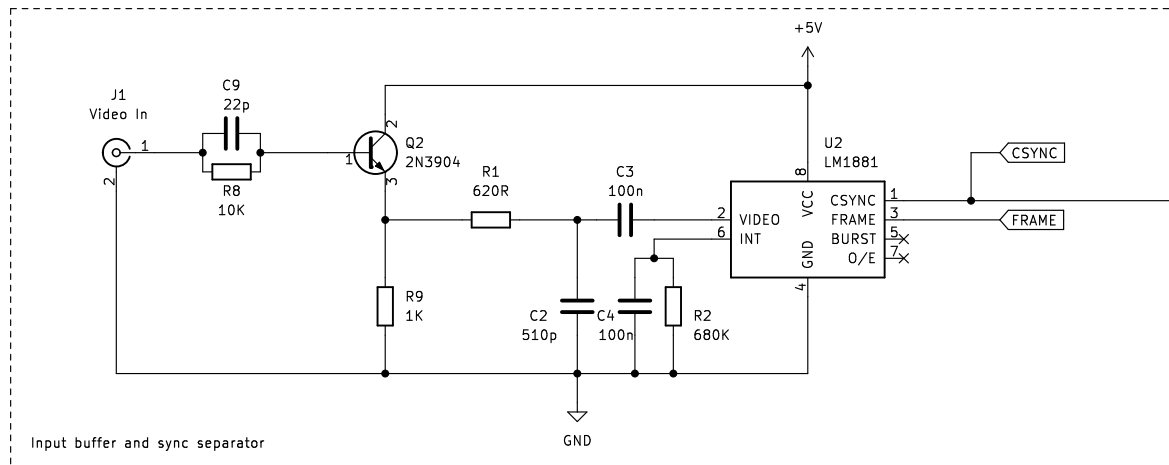 +5V
C9
22p
J1
Video In
1
2
R8
10K
1
2
3
Q2
2N3904
R1
620R
C3
100n
U2
LM1881
8
VCC
2
VIDEO
6
INT
GND
4
CSYNC
1
FRAME
3
BURST
5
O/E
7
CSYNC
FRAME
R9
1K
C2
510p
C4
100n
R2
680K
GND
Input buffer and sync separator